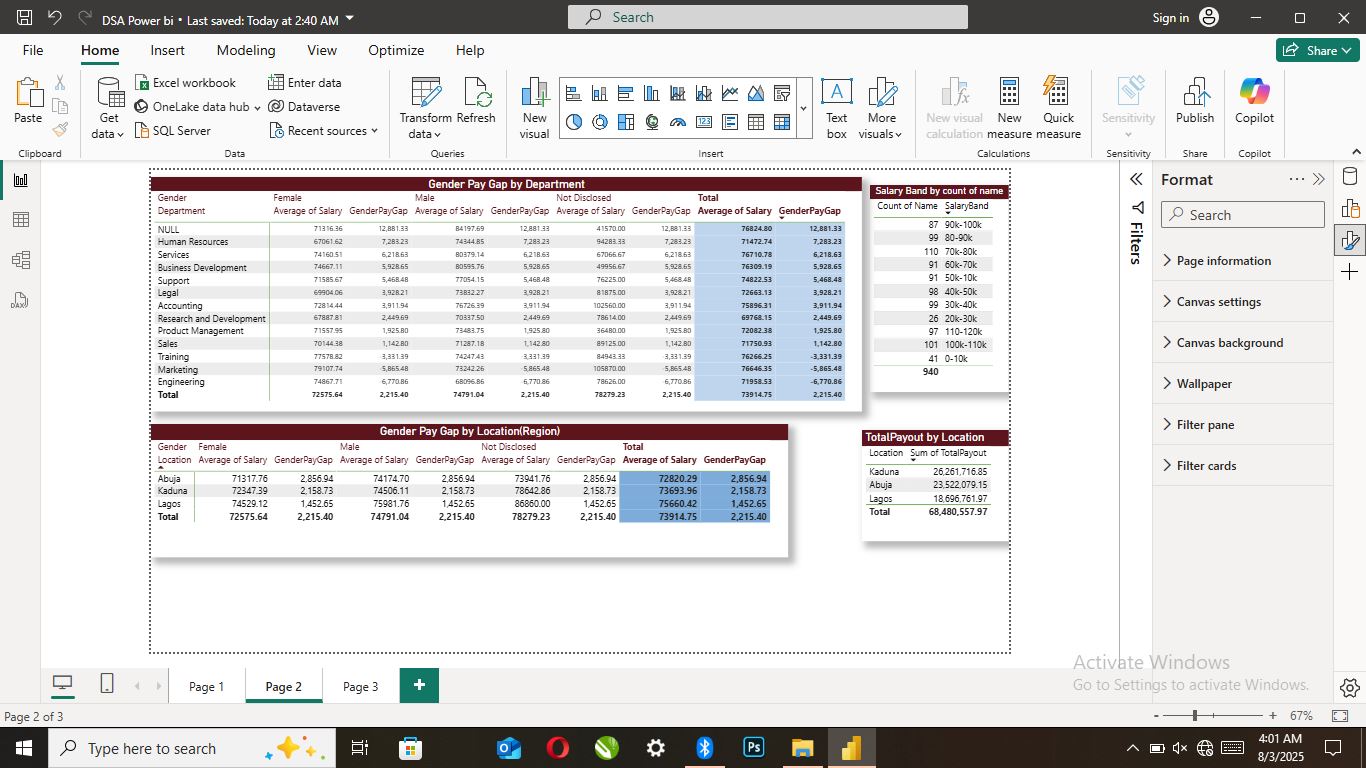 DSA Power bi • Last saved: Today at 2:40 AM
Search
Sign in
File Home Insert Modeling View Optimize Help
Share
Paste
Get data
Excel workbook
OneLake data hub
SQL Server
Enter data
Dataverse
Recent sources
Transform data
Refresh
New visual
123
A
Text box
More visuals
fx
New visual calculation
New measure
Quick measure
Sensitivity
Publish
Copilot
Clipboard Data Queries Insert Calculations Sensitivity Share Copilot
DAX
Gender Pay Gap by Department
Gender Female Male Not Disclosed Total
Department Average of Salary GenderPayGap Average of Salary GenderPayGap Average of Salary GenderPayGap Average of Salary GenderPayGap
NULL 71316.36 12,881.33 84197.69 12,881.33 41570.00 12,881.33 76824.80 12,881.33
Human Resources 67061.62 7,283.23 74344.85 7,283.23 94283.33 7,283.23 71472.74 7,283.23
Services 74160.51 6,218.63 80379.14 6,218.63 67066.67 6,218.63 76710.78 6,218.63
Business Development 74667.11 5,928.65 80595.76 5,928.65 49956.67 5,928.65 76309.19 5,928.65
Support 71585.67 5,468.48 77054.15 5,468.48 76225.00 5,468.48 74822.53 5,468.48
Legal 69904.06 3,928.21 73832.27 3,928.21 81875.00 3,928.21 72663.13 3,928.21
Accounting 72814.44 3,911.94 76726.39 3,911.94 102560.00 3,911.94 75896.31 3,911.94
Research and Development 67887.81 2,449.69 70337.50 2,449.69 78614.00 2,449.69 69768.15 2,449.69
Product Management 71557.95 1,925.80 73483.75 1,925.80 36480.00 1,925.80 72082.38 1,925.80
Sales 70144.38 1,142.80 71287.18 1,142.80 89125.00 1,142.80 71750.93 1,142.80
Training 77578.82 -3,331.39 74247.43 -3,331.39 84943.33 -3,331.39 76266.25 -3,331.39
Marketing 79107.74 -5,865.48 73242.26 -5,865.48 105870.00 -5,865.48 76646.35 -5,865.48
Engineering 74867.71 -6,770.86 68096.86 -6,770.86 78626.00 -6,770.86 71958.53 -6,770.86
Total 72575.64 2,215.40 74791.04 2,215.40 78279.23 2,215.40 73914.75 2,215.40
Salary Band by count of name
Count of Name SalaryBand
87 90k-100k
99 80-90k
110 70k-80k
91 60k-70k
91 50k-10k
98 40k-50k
99 30k-40k
26 20k-30k
97 110-120k
101 100k-110k
41 0-10k
940
Gender Pay Gap by Location(Region)
Gender Female Male Not Disclosed Total
Location Average of Salary GenderPayGap Average of Salary GenderPayGap Average of Salary GenderPayGap Average of Salary GenderPayGap
Abuja 71317.76 2,856.94 74174.70 2,856.94 73941.76 2,856.94 72820.29 2,856.94
Kaduna 72347.39 2,158.73 74506.11 2,158.73 78642.86 2,158.73 73693.96 2,158.73
Lagos 74529.12 1,452.65 75981.76 1,452.65 86860.00 1,452.65 75660.42 1,452.65
Total 72575.64 2,215.40 74791.04 2,215.40 78279.23 2,215.40 73914.75 2,215.40
TotalPayout by Location
Location Sum of TotalPayout
Kaduna 26,261,716.85
Abuja 23,522,079.15
Lagos 18,696,761.97
Total 68,480,557.97
Filters
Format
Search
Page information
Canvas settings
Canvas background
Wallpaper
Filter pane
Filter cards
Activate Windows
Go to Settings to activate Windows.
Page 1 Page 2 Page 3 +
Page 2 of 3
- + 67%
Type here to search
Ps
4:01 AM
8/3/2025